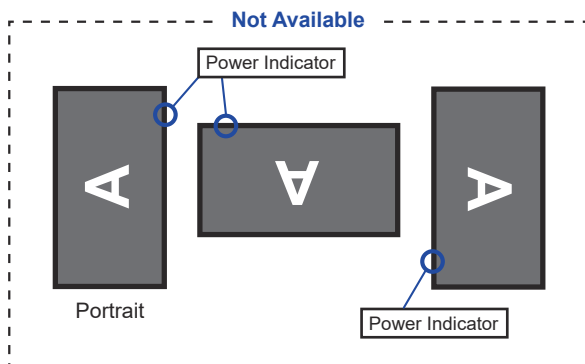 Not Available
Power Indicator
A
A
A
Portrait
Power Indicator